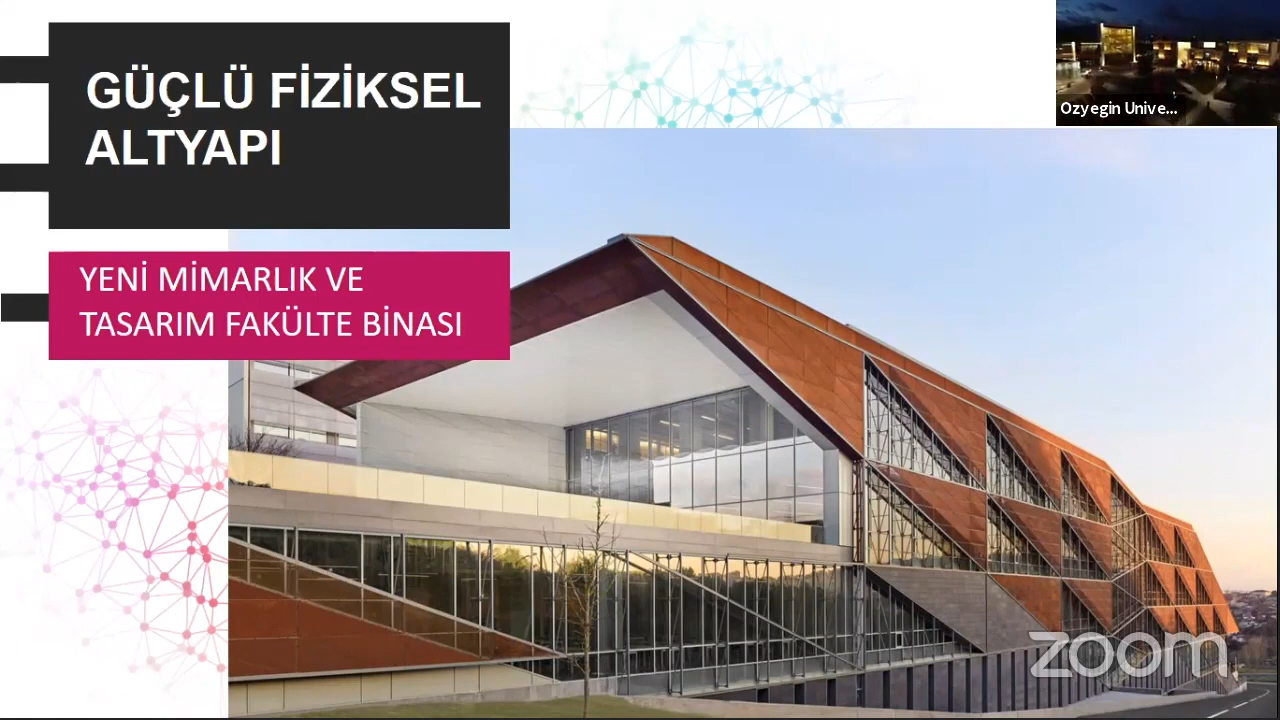 GÜÇLÜ FİZİKSEL
ALTYAPI
YENİ MİMARLIK VE
TASARIM FAKÜLTE BİNASI
Ozyegin Unive...
zoom